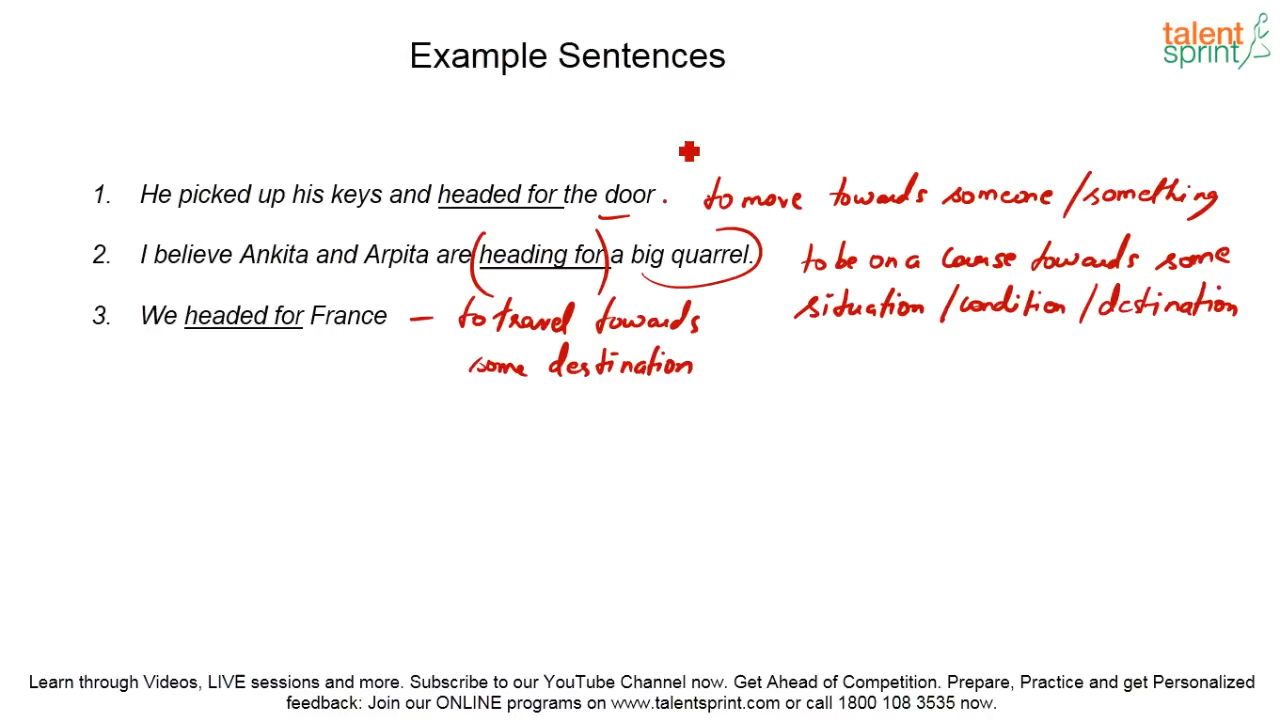 talent
sprint
Example Sentences
1. He picked up his keys and headed for the door . to move towards someone/something
2. I believe Ankita and Arpita are heading for a big quarrel. to be on a course towards some
situation/condition/destination
3. We headed for France – to travel towards
some destination
Learn through Videos, LIVE sessions and more. Subscribe to our YouTube Channel now. Get Ahead of Competition. Prepare, Practice and get Personalized
feedback: Join our ONLINE programs on www.talentsprint.com or call 1800 108 3535 now.